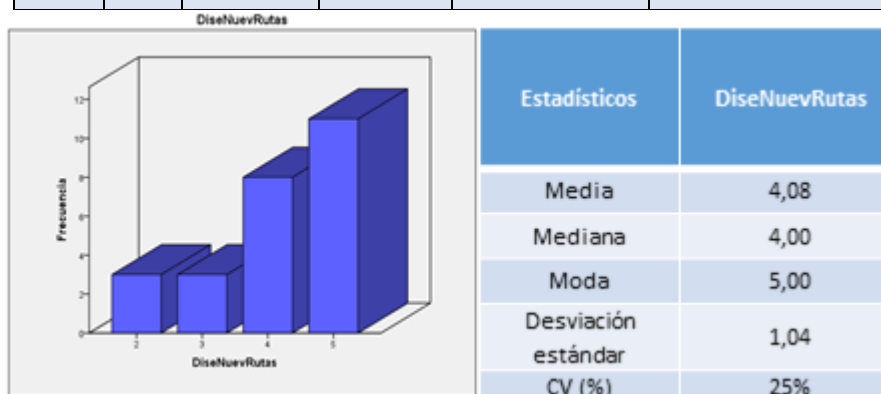 DiseNuevRutas
12
10
8
6
4
2
0
Frecuencia
2 3 4 5
DiseNuevRutas
Estadísticos DiseNuevRutas
Media 4,08
Mediana 4,00
Moda 5,00
Desviación
estándar 1,04
CV (%) 25%